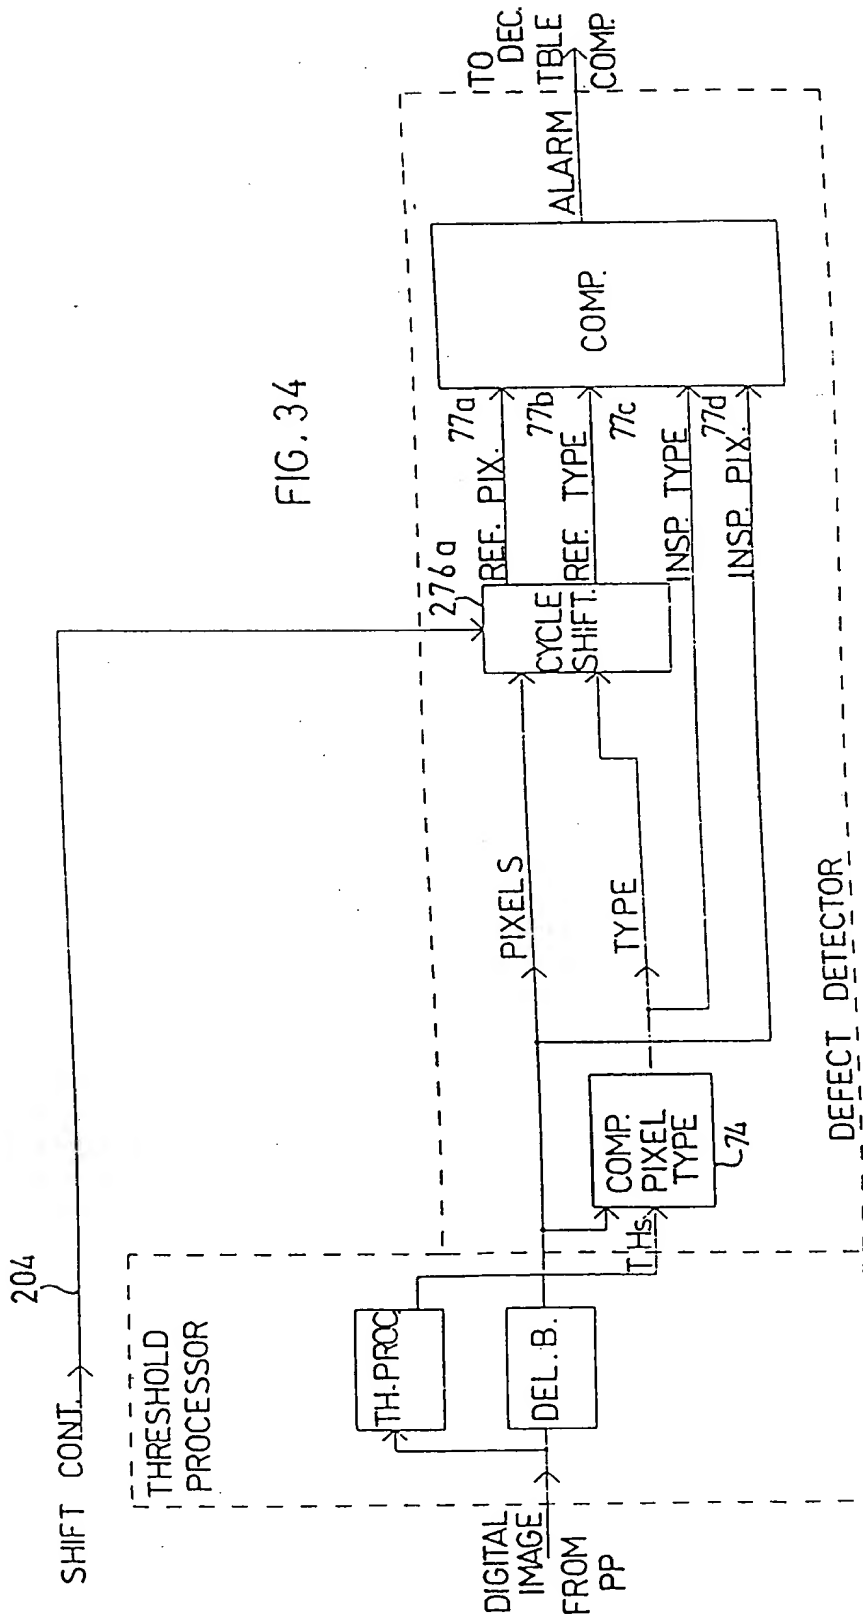 FIG. 34
SHIFT CONT.
204
THRESHOLD
PROCESSOR
DIGITAL
IMAGE
FROM
PP
TH.PROC
DEL. B.
T.Hs.
COMP.
PIXEL
TYPE
74
PIXELS
TYPE
276a
CYCLE
SHIFT.
REF. PIX.
77a
REF. TYPE
77b
INSP. TYPE
77c
INSP. PIX.
77d
COMP.
ALARM
TO DEC.
TBLE
COMP.
DEFECT DETECTOR